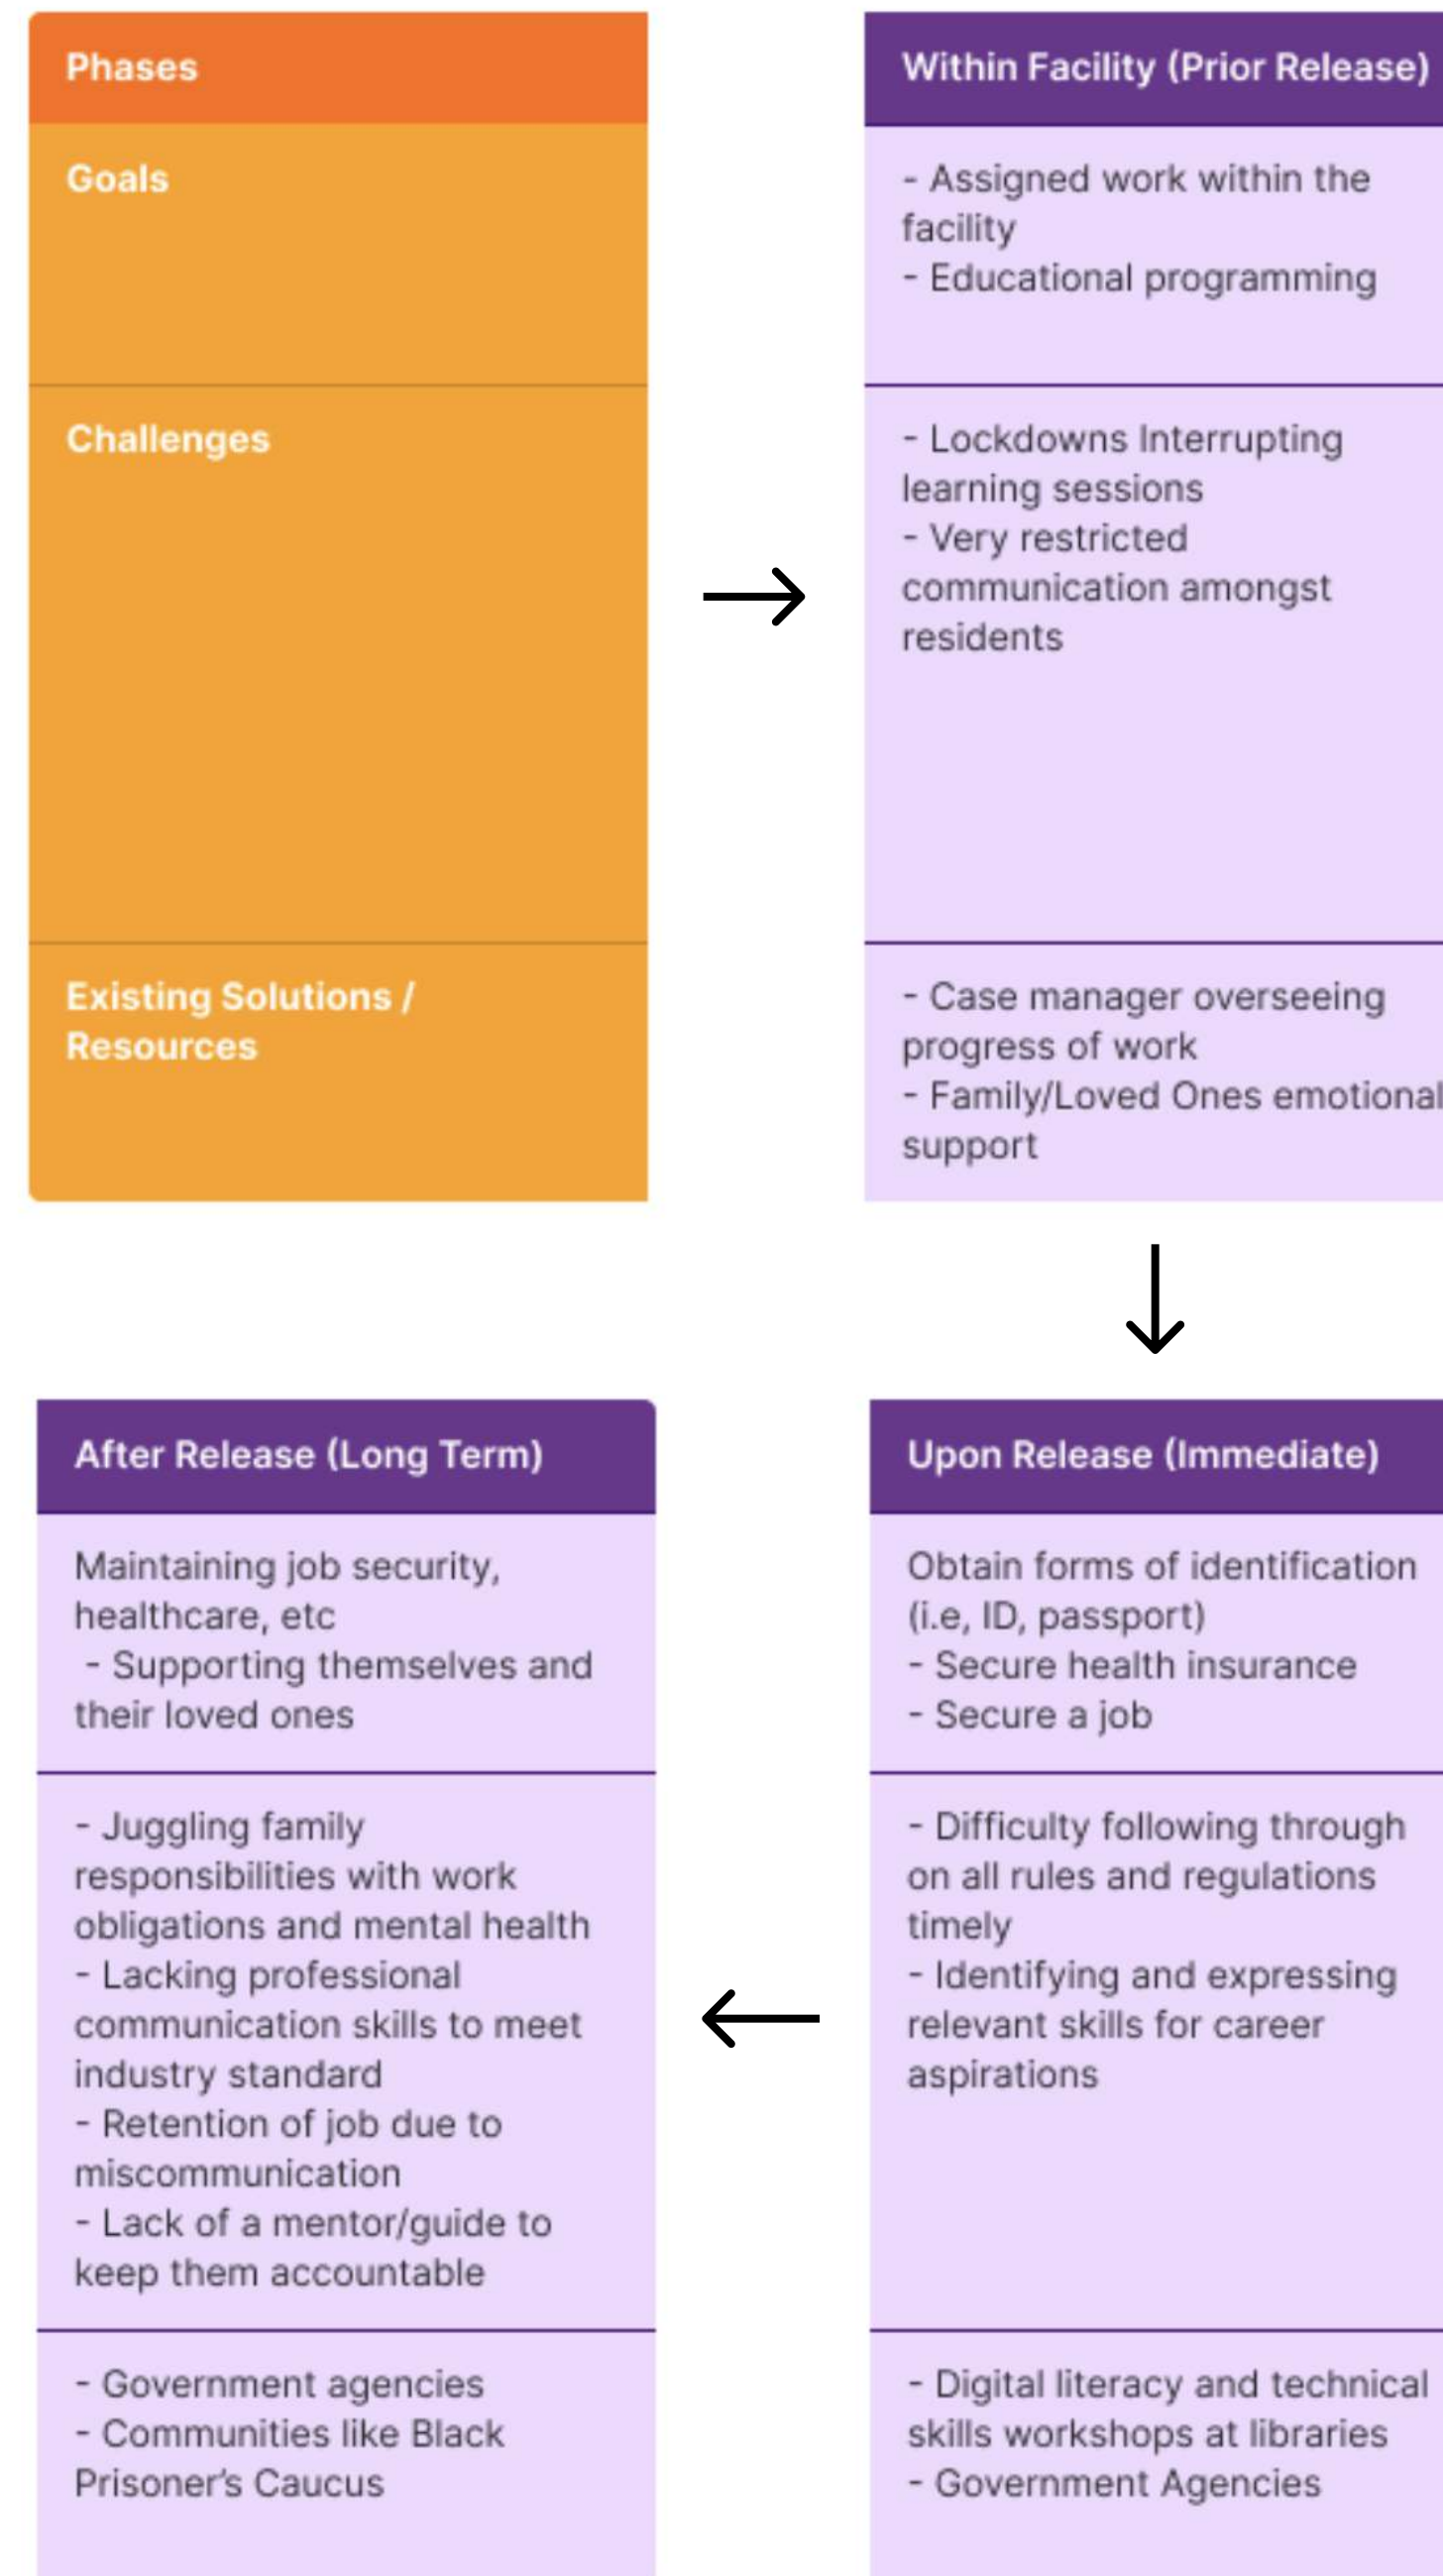 Phases
Goals
Challenges
Existing Solutions /
Resources
Within Facility (Prior Release)
- Assigned work within the
facility
- Educational programming
- Lockdowns Interrupting
learning sessions
- Very restricted
communication amongst
residents
- Case manager overseeing
progress of work
- Family/Loved Ones emotional
support
Upon Release (Immediate)
Obtain forms of identification
(i.e, ID, passport)
- Secure health insurance
- Secure a job
- Difficulty following through
on all rules and regulations
timely
- Identifying and expressing
relevant skills for career
aspirations
- Digital literacy and technical
skills workshops at libraries
- Government Agencies
After Release (Long Term)
Maintaining job security,
healthcare, etc
- Supporting themselves and
their loved ones
- Juggling family
responsibilities with work
obligations and mental health
- Lacking professional
communication skills to meet
industry standard
- Retention of job due to
miscommunication
- Lack of a mentor/guide to
keep them accountable
- Government agencies
- Communities like Black
Prisoner’s Caucus